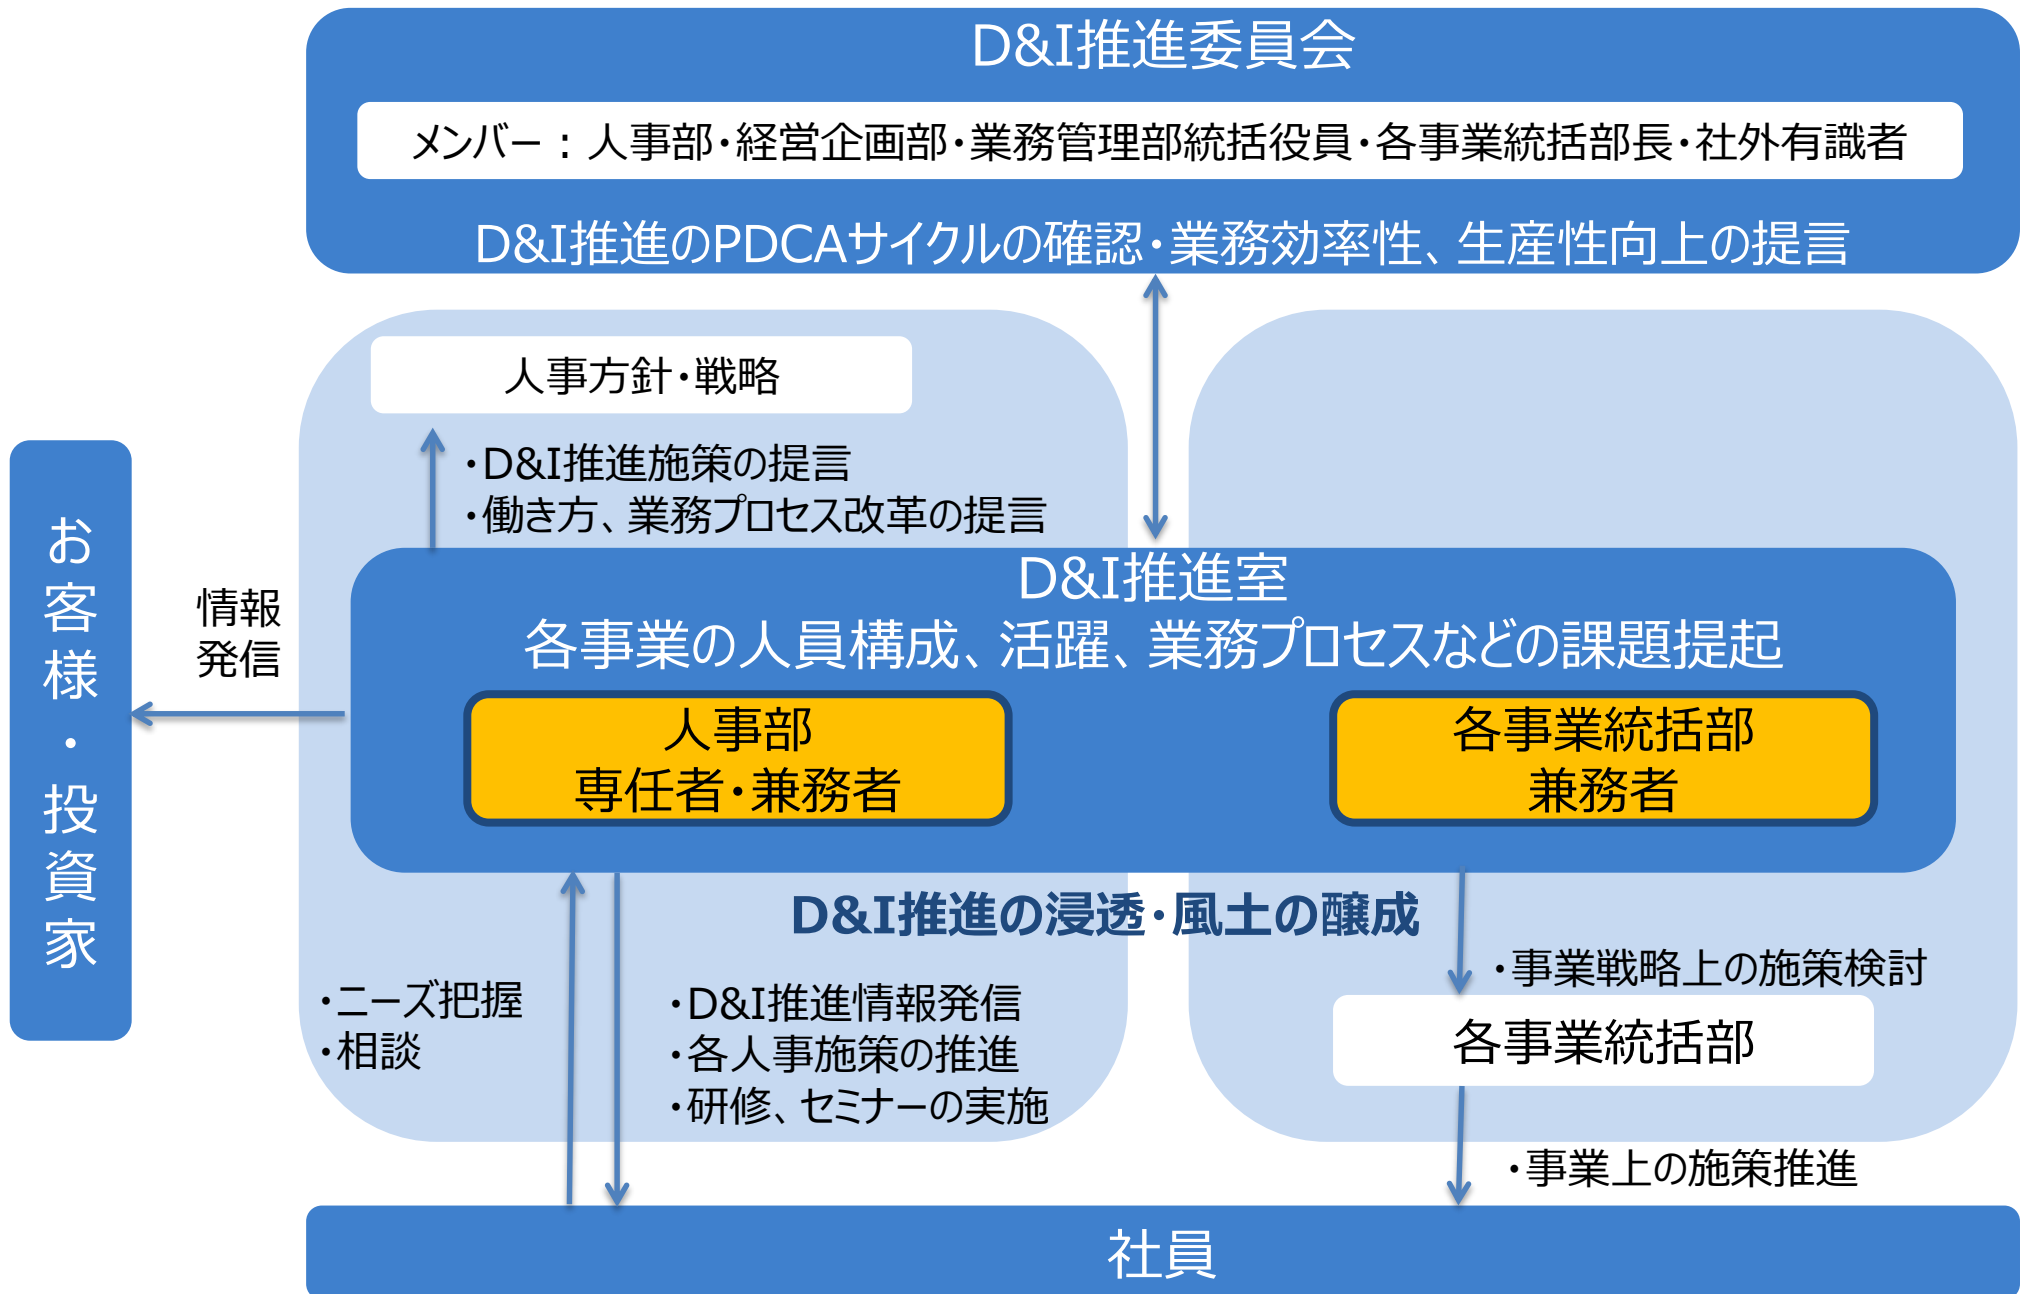 D&I推進委員会
メンバー：人事部・経営企画部・業務管理部統括役員・各事業統括部長・社外有識者
D&I推進のPDCAサイクルの確認・業務効率性、生産性向上の提言
人事方針・戦略
・D&I推進施策の提言
・働き方、業務プロセス改革の提言
お客様・投資家
情報
発信
D&I推進室
各事業の人員構成、活躍、業務プロセスなどの課題提起
人事部
専任者・兼務者
各事業統括部
兼務者
D&I推進の浸透・風土の醸成
・ニーズ把握
・相談
・D&I推進情報発信
・各人事施策の推進
・研修、セミナーの実施
・事業戦略上の施策検討
各事業統括部
・事業上の施策推進
社員